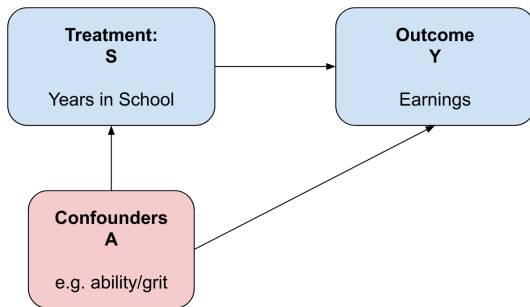 Treatment:
S
Years in School
Outcome
Y
Earnings
Confounders
A
e.g. ability/grit